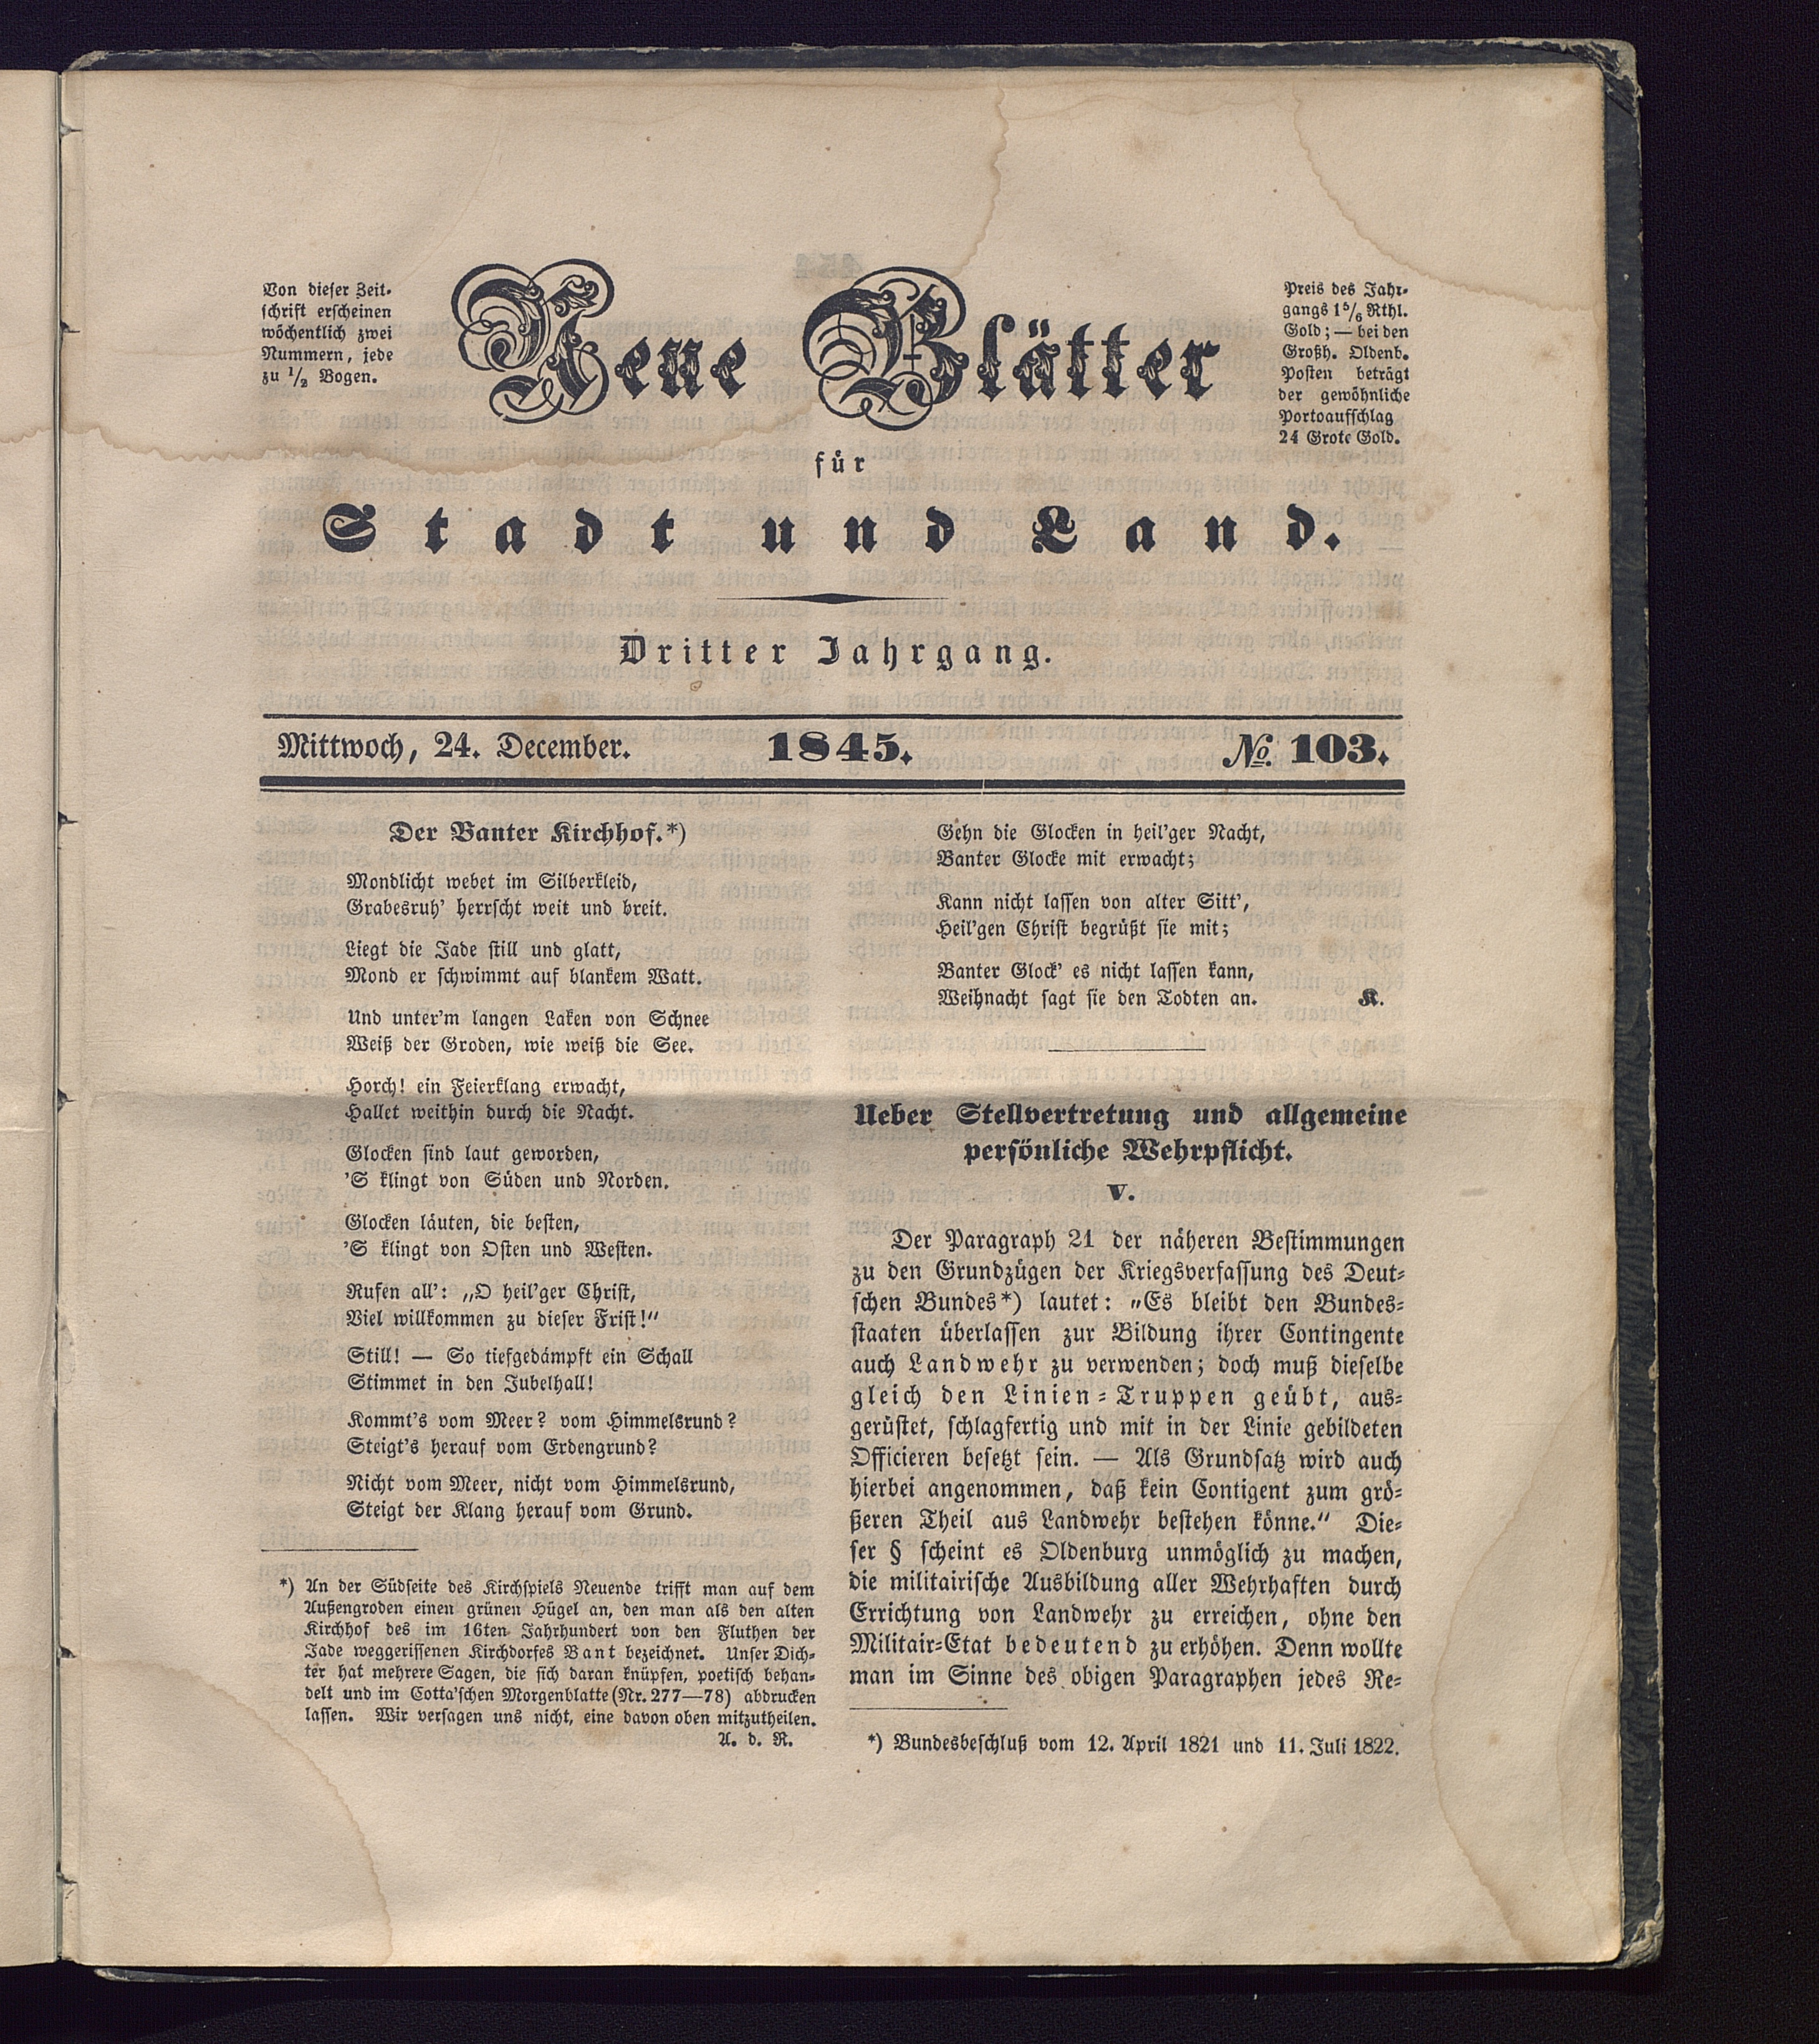 Von dieser Zeit-
schrift erscheinen
wöchentlich zwei
Nummern, jede
zu 1/2 Bogen.
Neue Blätter
für
Stadt und Land.
Preis des Jahr-
gangs 1 5/6 Rthl.
Gold; — bei den
Großh. Oldenb.
Posten beträgt
der gewöhnliche
Portoaufschlag
24 Grote Gold.
Dritter Jahrgang.
Mittwoch, 24. December. 1845. No. 103.
Der Banter Kirchhof.*)
Mondlicht webet im Silberkleid,
Grabesruh' herrscht weit und breit.
Liegt die Jade still und glatt,
Mond er schwimmt auf blankem Watt.
Und unter'm langen Laken von Schnee
Weiß der Groden, wie weiß die See.
Horch! ein Feierklang erwacht,
Hallet weithin durch die Nacht.
Glocken sind laut geworden,
'S klingt von Süden und Norden.
Glocken läuten, die besten,
'S klingt von Osten und Westen.
Rufen all': „O heil'ger Christ,
Viel willkommen zu dieser Frist!“
Still! — So tiefgedämpft ein Schall
Stimmet in den Jubelhall!
Kommt's vom Meer? vom Himmelsrund?
Steigt's herauf vom Erdengrund?
Nicht vom Meer, nicht vom Himmelsrund,
Steigt der Klang herauf vom Grund.
*) An der Südseite des Kirchspiels Neuende trifft man auf dem
Außengroden einen grünen Hügel an, den man als den alten
Kirchhof des im 16ten Jahrhundert von den Fluthen der
Jade weggerissenen Kirchdorfes Bant bezeichnet. Unser Dich-
ter hat mehrere Sagen, die sich daran knüpfen, poetisch behan-
delt und im Cotta'schen Morgenblatte (Nr. 277—78) abdrucken
lassen. Wir versagen uns nicht, eine davon oben mitzutheilen.
A. d. R.
Gehn die Glocken in heil'ger Nacht,
Banter Glocke mit erwacht;
Kann nicht lassen von alter Sitt',
Heil'gen Christ begrüßt sie mit;
Banter Glock' es nicht lassen kann,
Weihnacht sagt sie den Todten an. K.
Ueber Stellvertretung und allgemeine
persönliche Wehrpflicht.
V.
Der Paragraph 21 der näheren Bestimmungen
zu den Grundzügen der Kriegsverfassung des Deut-
schen Bundes*) lautet: „Es bleibt den Bundes-
staaten überlassen zur Bildung ihrer Contingente
auch Landwehr zu verwenden; doch muß dieselbe
gleich den Linien-Truppen geübt, aus-
gerüstet, schlagfertig und mit in der Linie gebildeten
Officieren besetzt sein. — Als Grundsatz wird auch
hierbei angenommen, daß kein Contigent zum grö-
ßeren Theil aus Landwehr bestehen könne.“ Die-
ser § scheint es Oldenburg unmöglich zu machen,
die militairische Ausbildung aller Wehrhaften durch
Errichtung von Landwehr zu erreichen, ohne den
Militair-Etat bedeutend zu erhöhen. Denn wollte
man im Sinne des obigen Paragraphen jedes Re-
*) Bundesbeschluß vom 12. April 1821 und 11. Juli 1822.